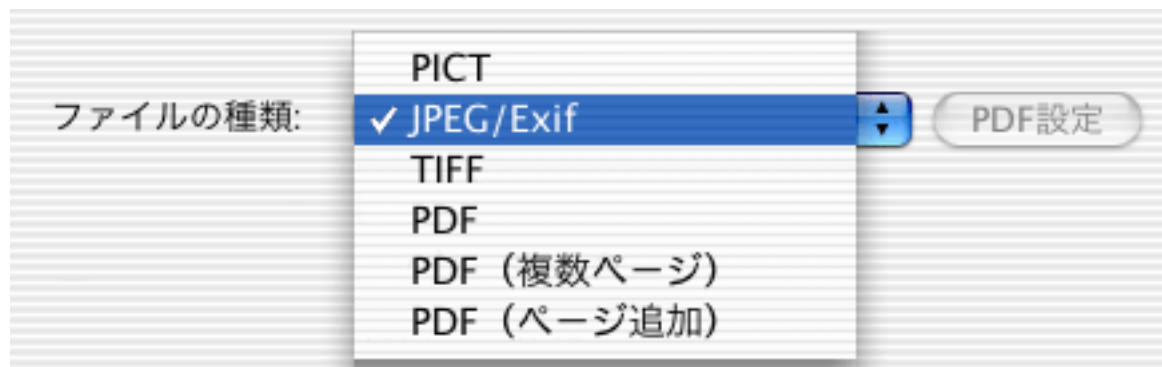 PICT
ファイルの種類: ✓ JPEG/Exif PDF設定
TIFF
PDF
PDF（複数ページ）
PDF（ページ追加）